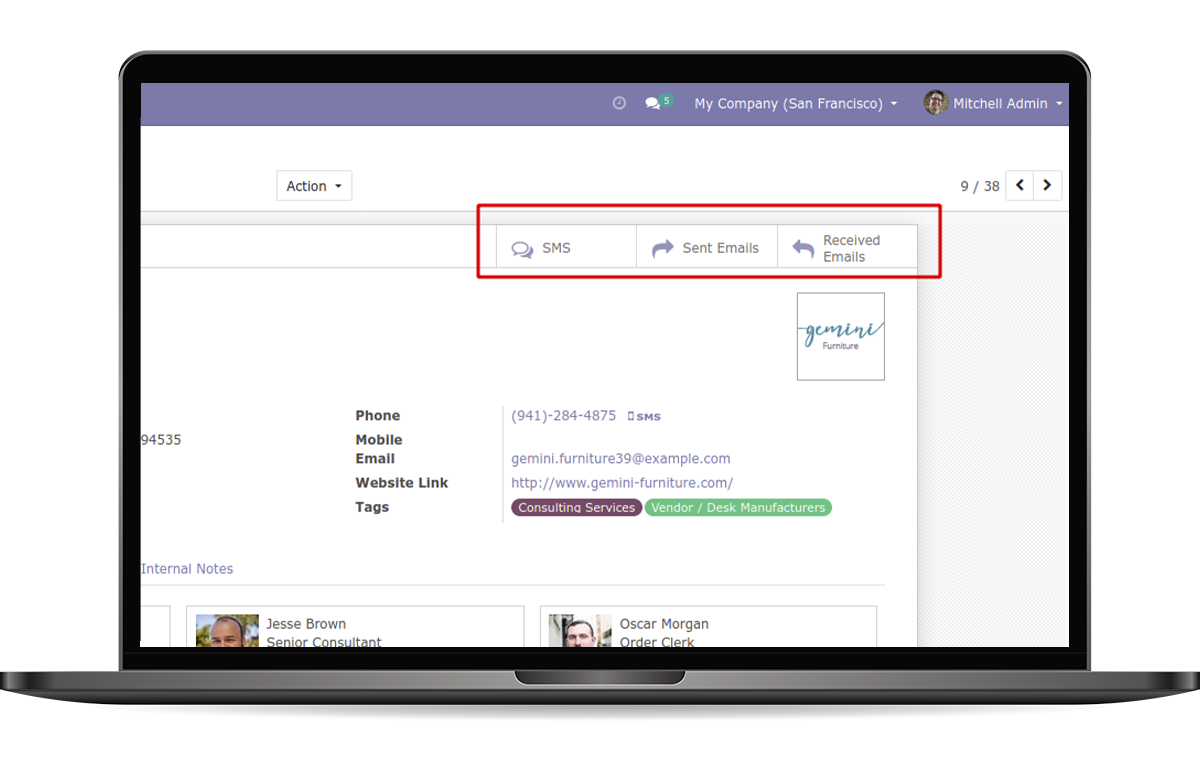 5 My Company (San Francisco) Mitchell Admin
Action 9 / 38
SMS Sent Emails Received Emails
gemini
Furniture
Phone (941)-284-4875 SMS
94535
Mobile
Email gemini.furniture39@example.com
Website Link http://www.gemini-furniture.com/
Tags Consulting Services Vendor / Desk Manufacturers
Internal Notes
Jesse Brown Oscar Morgan
Senior Consultant Order Clerk